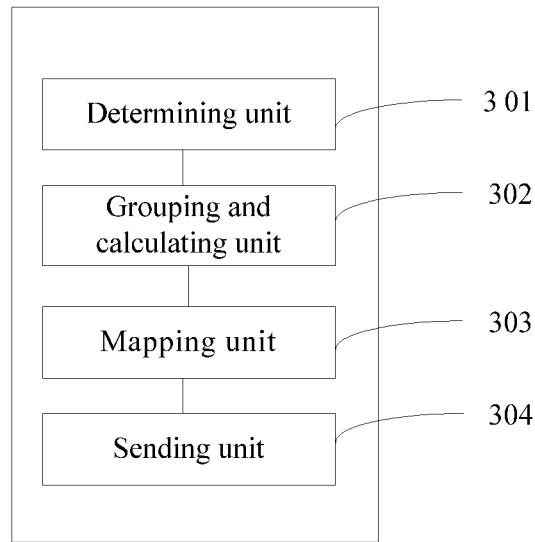 Determining unit
3 01
Grouping and
calculating unit
302
Mapping unit
303
Sending unit
304